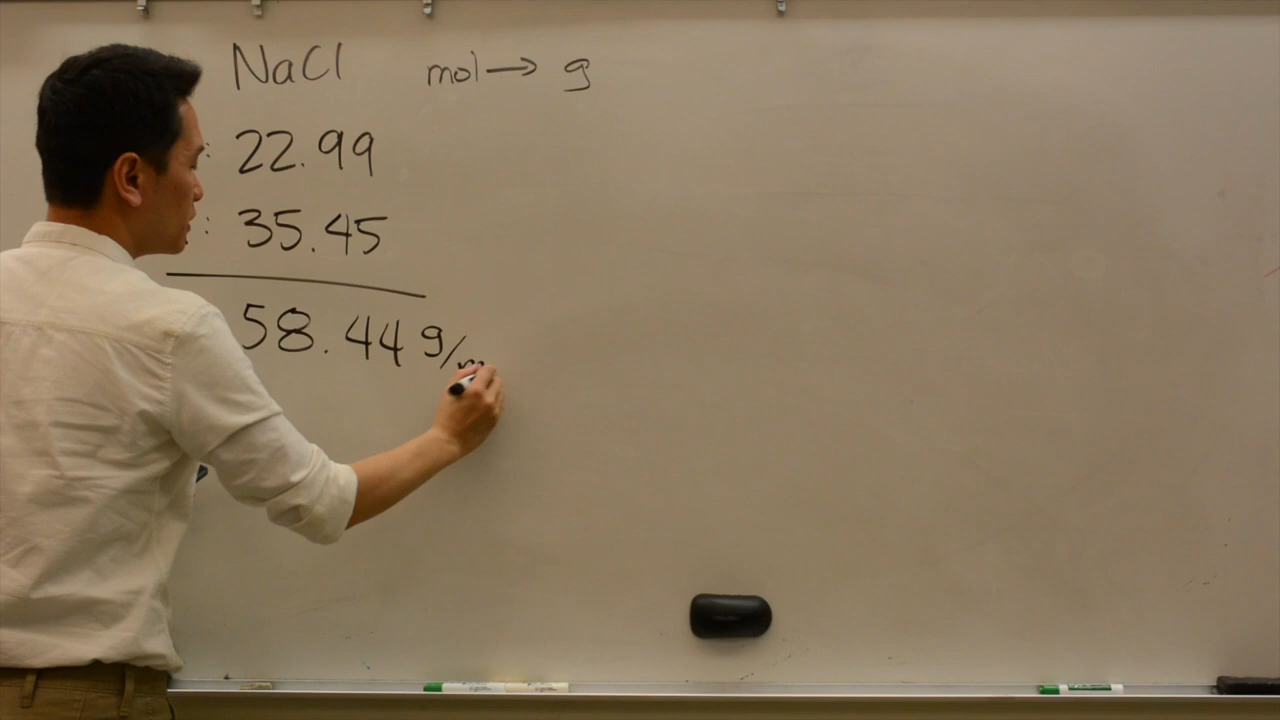 NaCl mol → g
: 22.99
: 35.45
58.44 g/m